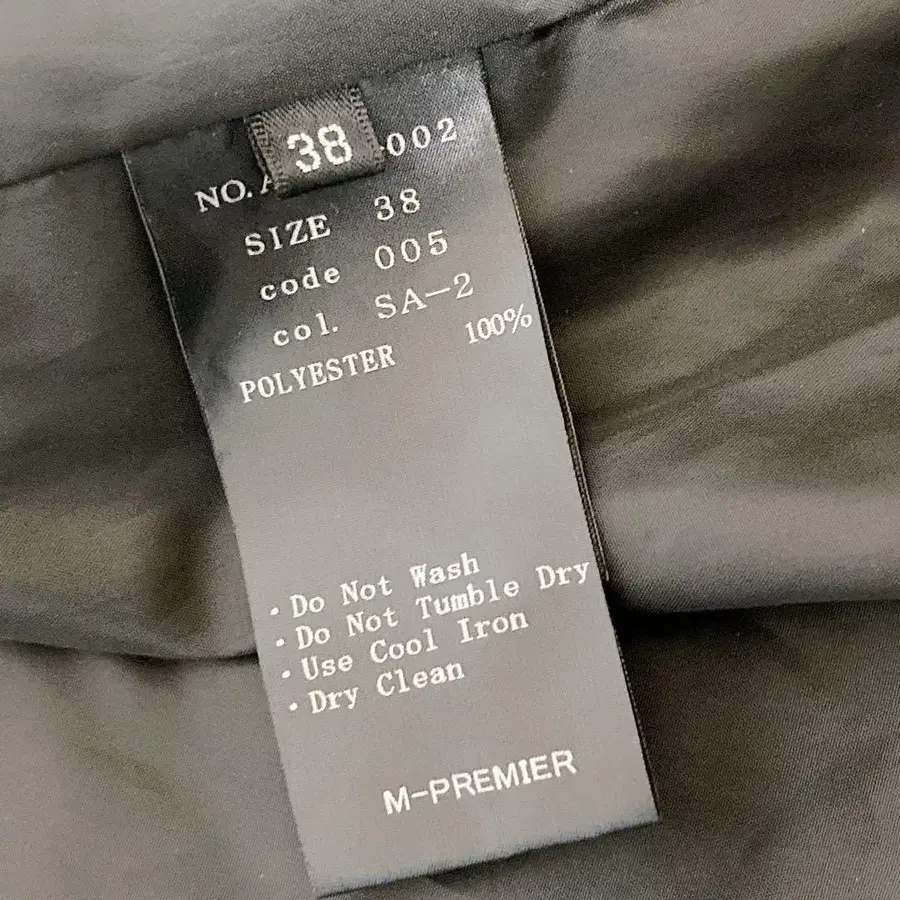 38
NO. -002
SIZE 38
code 005
col. SA-2
POLYESTER 100%
·Do Not Wash
·Do Not Tumble Dry
·Use Cool Iron
·Dry Clean
M-PREMIER